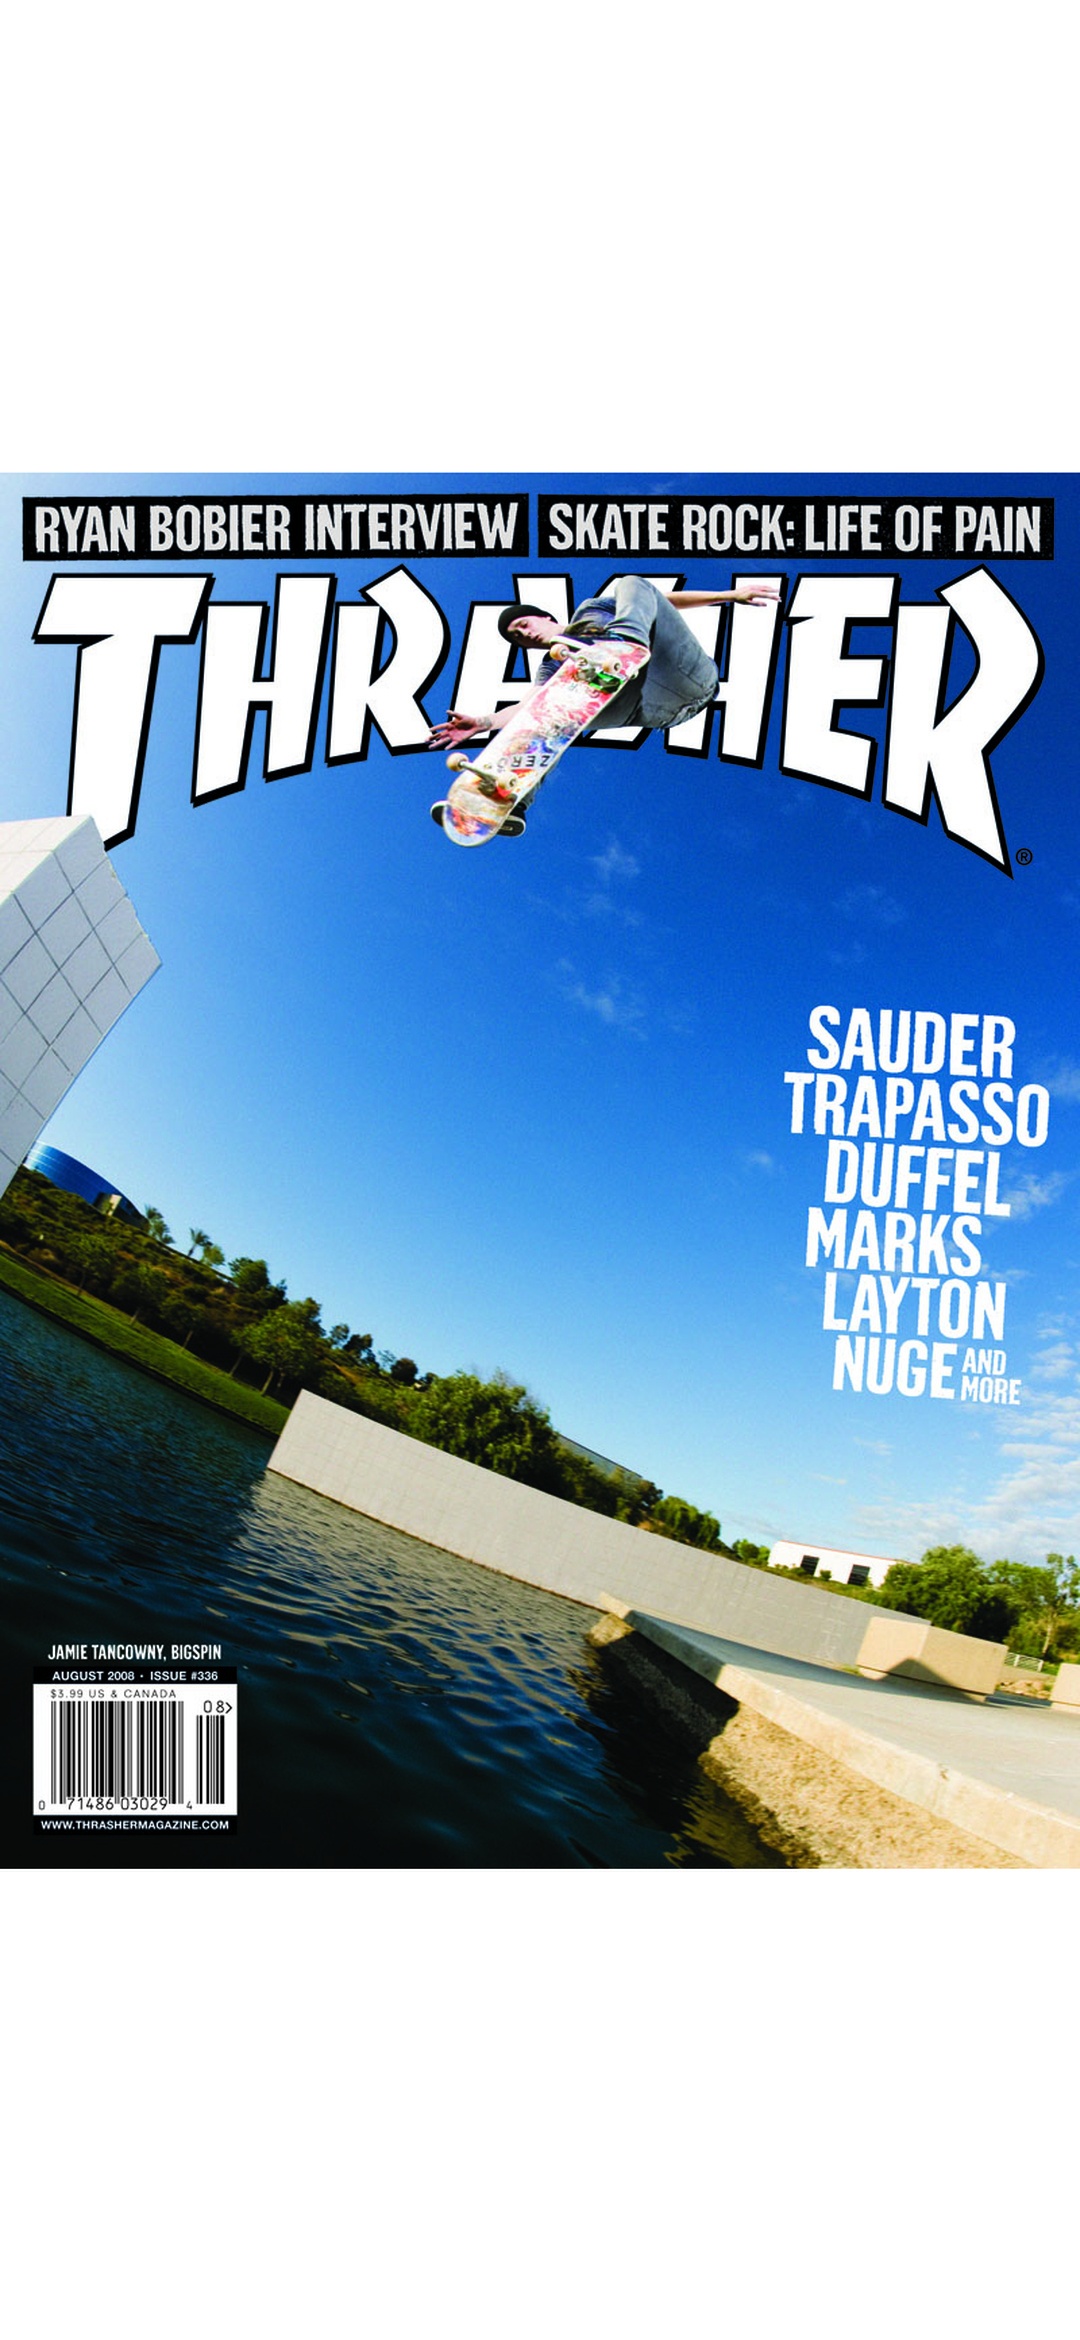 RYAN BOBIER INTERVIEW SKATE ROCK: LIFE OF PAIN
THRASHER ®
ZERO
SAUDER
TRAPASSO
DUFFEL
MARKS
LAYTON
NUGE AND MORE
JAMIE TANCOWNY, BIGSPIN
AUGUST 2008 • ISSUE #336
$3.99 US & CANADA
08>
0 71486 03029 4
WWW.THRASHERMAGAZINE.COM